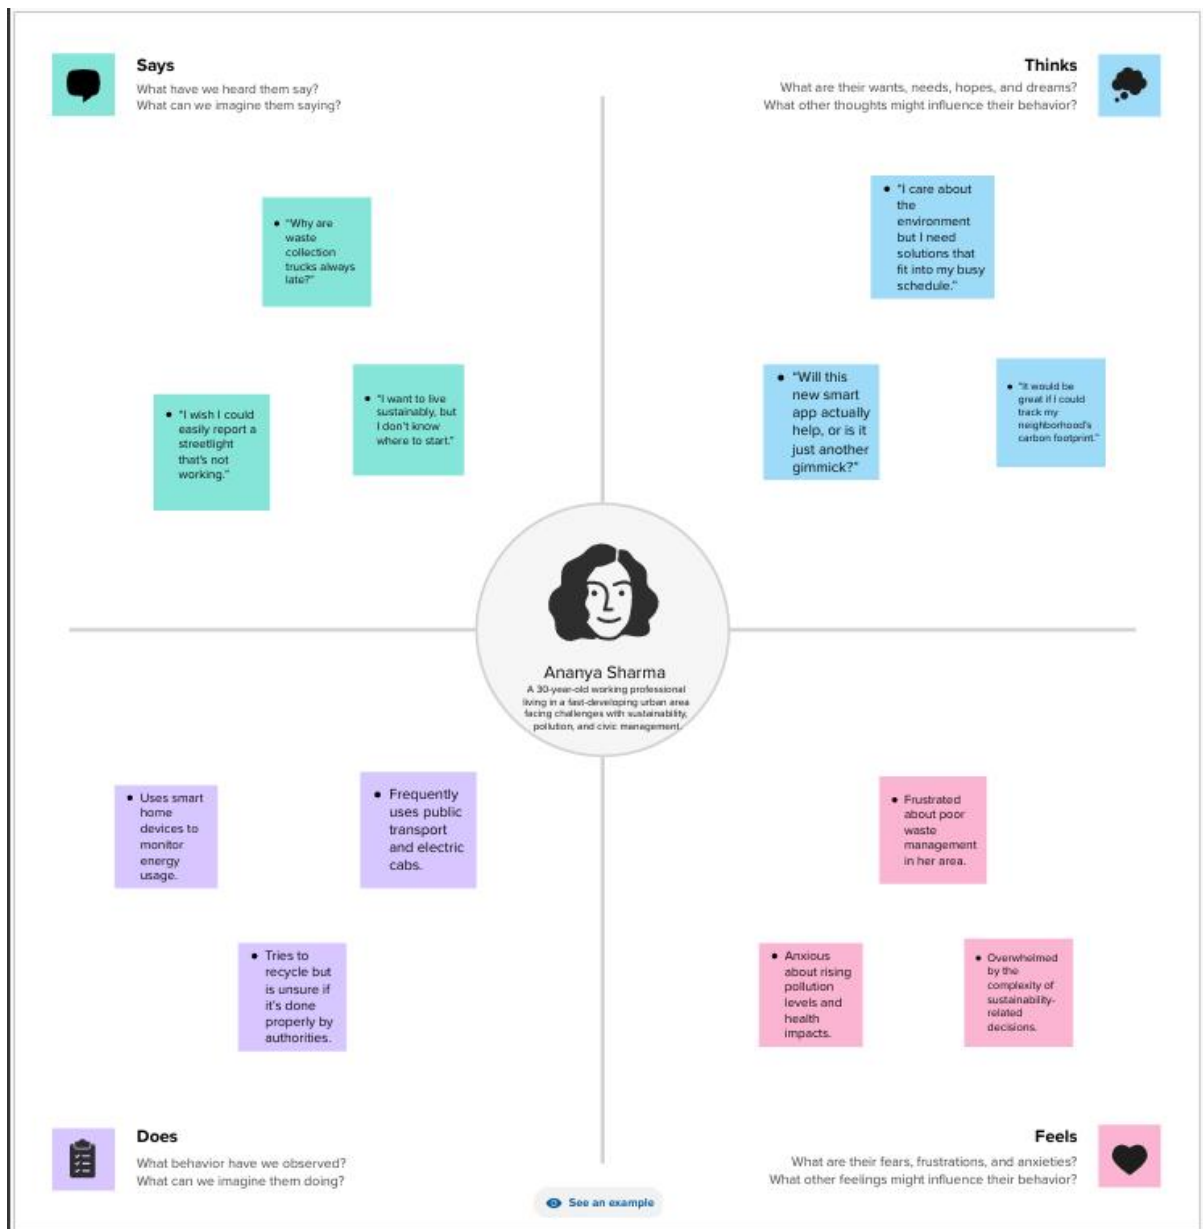 Says
What have we heard them say?
What can we imagine them saying?
Thinks
What are their wants, needs, hopes, and dreams?
What other thoughts might influence their behavior?
• "Why are
waste
collection
trucks always
late?"
• "I wish I could
easily report a
streetlight
that's not
working."
• "I want to live
sustainably, but
I don't know
where to start."
• "I care about
the
environment
but I need
solutions that
fit into my busy
schedule."
• "Will this
new smart
app actually
help, or is it
just another
gimmick?"
• "It would be
great if I could
track my
neighborhood's
carbon footprint."
Ananya Sharma
A 30-year-old working professional
living in a fast-developing urban area
facing challenges with sustainability,
pollution, and civic management.
• Uses smart
home
devices to
monitor
energy
usage.
• Frequently
uses public
transport
and electric
cabs.
• Tries to
recycle but
is unsure if
it's done
properly by
authorities.
• Frustrated
about poor
waste
management
in her area.
• Anxious
about rising
pollution
levels and
health
impacts.
• Overwhelmed
by the
complexity of
sustainability-
related
decisions.
Does
What behavior have we observed?
What can we imagine them doing?
Feels
What are their fears, frustrations, and anxieties?
What other feelings might influence their behavior?
See an example